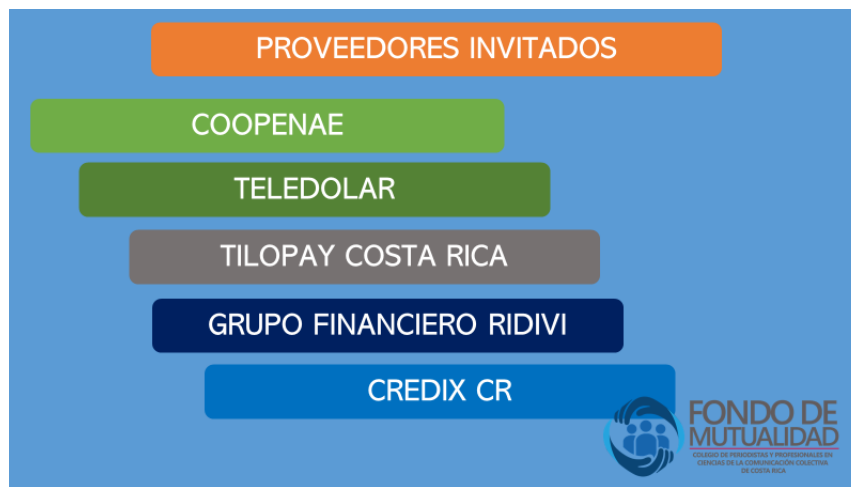 PROVEEDORES INVITADOS
COOPENAE
TELEDOLAR
TILOPAY COSTA RICA
GRUPO FINANCIERO RIDIVI
CREDIX CR
FONDO DE
MUTUALIDAD
COLEGIO DE PERIODISTAS Y PROFESIONALES EN
CIENCIAS DE LA COMUNICACIÓN COLECTIVA
DE COSTA RICA